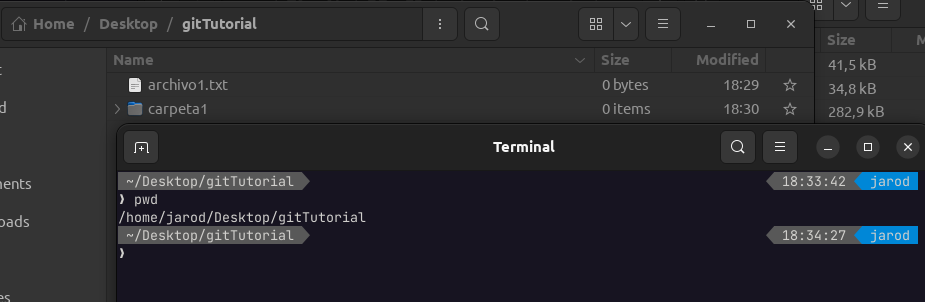 Home / Desktop / gitTutorial
Name Size Modified
archivo1.txt 0 bytes 18:29
carpeta1 0 items 18:30
Size
41,5 kB
34,8 kB
282,9 kB
ments
oads
Terminal
~/Desktop/gitTutorial 18:33:42 jarod
❯ pwd
/home/jarod/Desktop/gitTutorial
~/Desktop/gitTutorial 18:34:27 jarod
❯